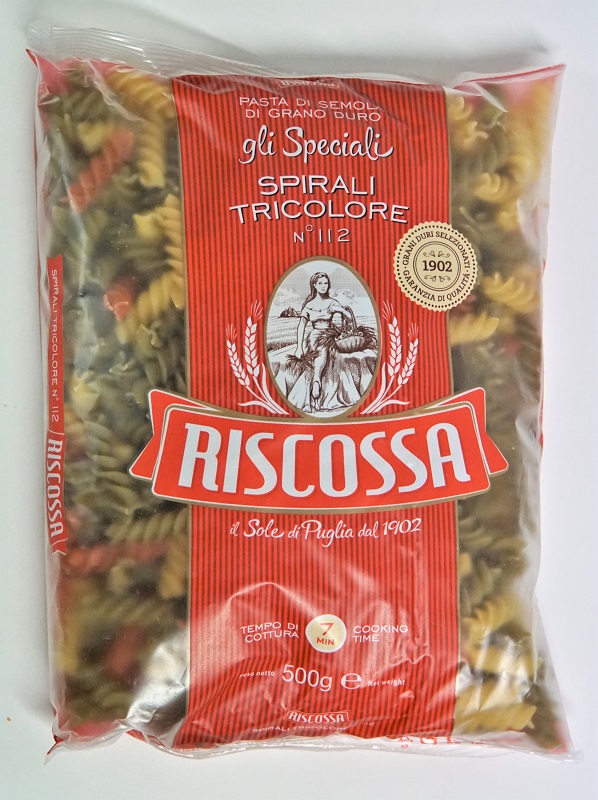 PASTA DI SEMOLA
DI GRANO DURO
gli Speciali
SPIRALI
TRICOLORE
N° 112
GRANI DURI SELEZIONATI
1902
GARANZIA DI QUALITÀ
RISCOSSA
il Sole di Puglia dal 1902
TEMPO DI
COTTURA
7
MIN
COOKING
TIME
Peso netto
500g
e
Net weight
RISCOSSA
SPIRALI TRICOLORE
SPIRALI TRICOLORE N° 112
RISCOSSA